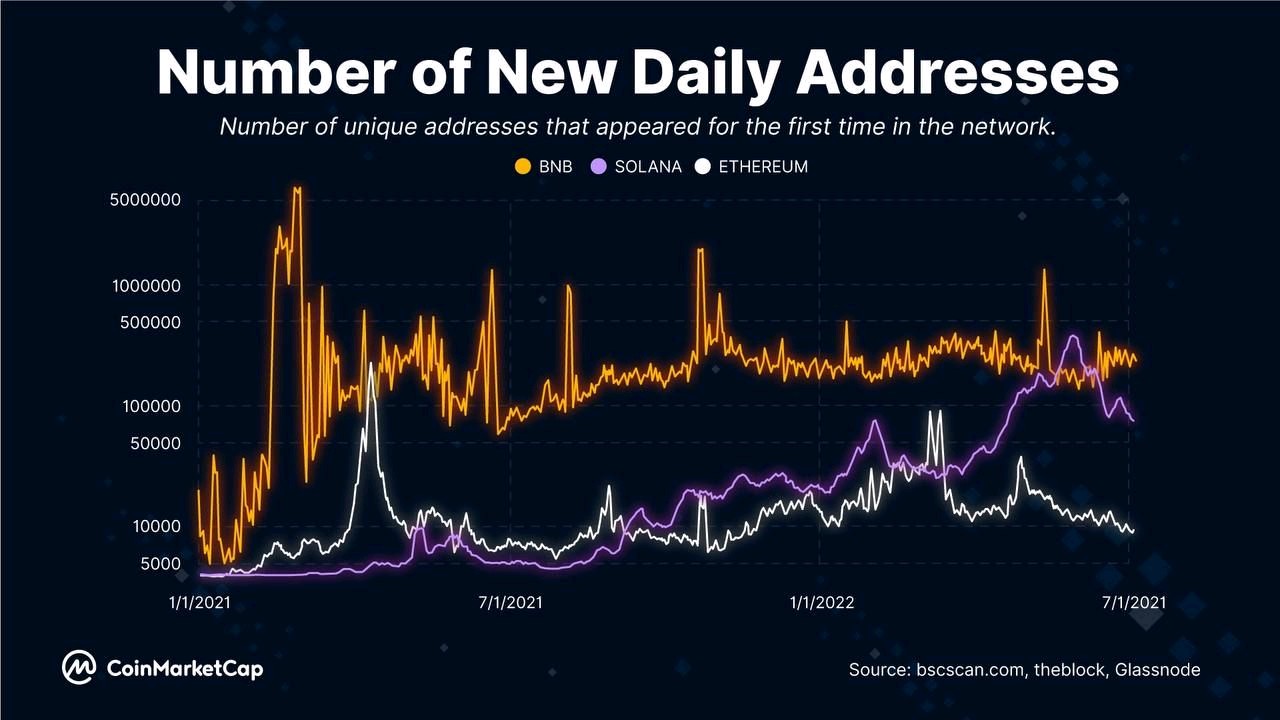 Number of New Daily Addresses
Number of unique addresses that appeared for the first time in the network.
BNB SOLANA ETHEREUM
5000000
1000000
500000
100000
50000
10000
5000
1/1/2021 7/1/2021 1/1/2022 7/1/2021
CoinMarketCap
Source: bscscan.com, theblock, Glassnode